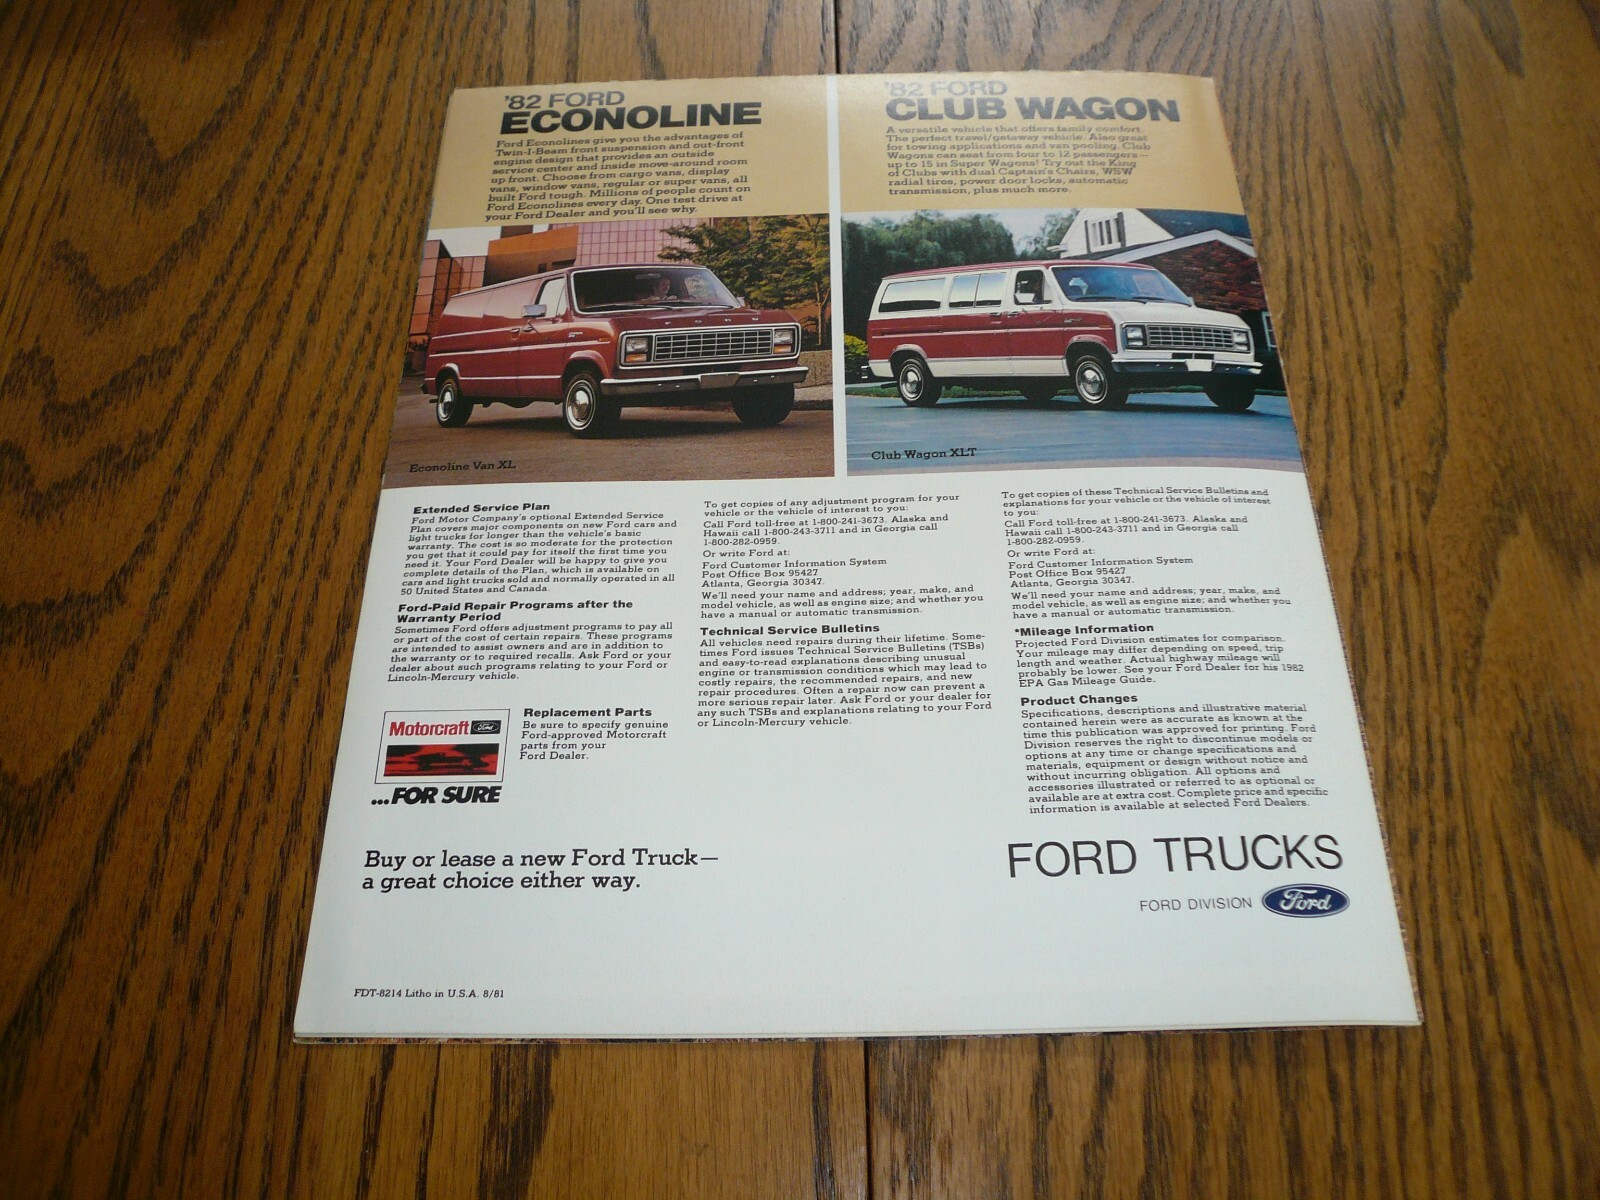 '82 FORD
ECONOLINE
Ford Econolines give you the advantages of
Twin-I-Beam front suspension and out-front
engine design that provides an outside
service center and inside move-around room
up front. Choose from cargo vans, display
vans, window vans, regular or super vans, all
built Ford tough. Millions of people count on
Ford Econolines every day. One test drive at
your Ford Dealer and you'll see why.
'82 FORD
CLUB WAGON
A versatile vehicle that offers family comfort.
The perfect travel/getaway vehicle. Also great
for towing applications and van pooling. Club
Wagons can seat from four to 12 passengers—
up to 15 in Super Wagons! Try out the King
of Clubs with dual Captain's Chairs, WSW
radial tires, power door locks, automatic
transmission, plus much more.
FORD
Econoline Van XL
Club Wagon XLT
Extended Service Plan
Ford Motor Company's optional Extended Service
Plan covers major components on new Ford cars and
light trucks for longer than the vehicle's basic
warranty. The cost is so moderate for the protection
you get that it could pay for itself the first time you
need it. Your Ford Dealer will be happy to give you
complete details of the Plan, which is available on
cars and light trucks sold and normally operated in all
50 United States and Canada.
Ford-Paid Repair Programs after the
Warranty Period
Sometimes Ford offers adjustment programs to pay all
or part of the cost of certain repairs. These programs
are intended to assist owners and are in addition to
the warranty or to required recalls. Ask Ford or your
dealer about such programs relating to your Ford or
Lincoln-Mercury vehicle.
Motorcraft Ford
...FOR SURE
Replacement Parts
Be sure to specify genuine
Ford-approved Motorcraft
parts from your
Ford Dealer.
To get copies of any adjustment program for your
vehicle or the vehicle of interest to you:
Call Ford toll-free at 1-800-241-3673. Alaska and
Hawaii call 1-800-243-3711 and in Georgia call
1-800-282-0959.
Or write Ford at:
Ford Customer Information System
Post Office Box 95427
Atlanta, Georgia 30347.
We'll need your name and address; year, make, and
model vehicle, as well as engine size; and whether you
have a manual or automatic transmission.
Technical Service Bulletins
All vehicles need repairs during their lifetime. Some-
times Ford issues Technical Service Bulletins (TSBs)
and easy-to-read explanations describing unusual
engine or transmission conditions which may lead to
costly repairs, the recommended repairs, and new
repair procedures. Often a repair now can prevent a
more serious repair later. Ask Ford or your dealer for
any such TSBs and explanations relating to your Ford
or Lincoln-Mercury vehicle.
To get copies of these Technical Service Bulletins and
explanations for your vehicle or the vehicle of interest
to you:
Call Ford toll-free at 1-800-241-3673. Alaska and
Hawaii call 1-800-243-3711 and in Georgia call
1-800-282-0959.
Or write Ford at:
Ford Customer Information System
Post Office Box 95427
Atlanta, Georgia 30347.
We'll need your name and address; year, make, and
model vehicle, as well as engine size; and whether you
have a manual or automatic transmission.
*Mileage Information
Projected Ford Division estimates for comparison.
Your mileage may differ depending on speed, trip
length and weather. Actual highway mileage will
probably be lower. See your Ford Dealer for his 1982
EPA Gas Mileage Guide.
Product Changes
Specifications, descriptions and illustrative material
contained herein were as accurate as known at the
time this publication was approved for printing. Ford
Division reserves the right to discontinue models or
options at any time or change specifications and
materials, equipment or design without notice and
without incurring obligation. All options and
accessories illustrated or referred to as optional or
available are at extra cost. Complete price and specific
information is available at selected Ford Dealers.
Buy or lease a new Ford Truck—
a great choice either way.
FORD TRUCKS
FORD DIVISION Ford
FDT-8214 Litho in U.S.A. 8/81